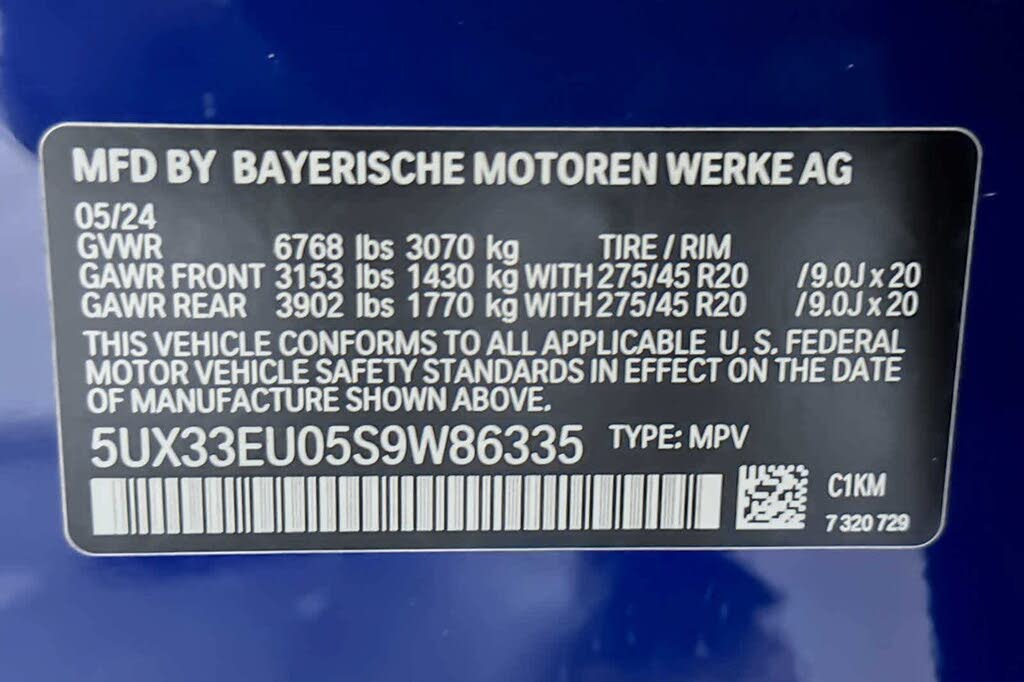 MFD BY BAYERISCHE MOTOREN WERKE AG
05/24
GVWR 6768 lbs 3070 kg TIRE / RIM
GAWR FRONT 3153 lbs 1430 kg WITH 275/45 R20 /9.0J x 20
GAWR REAR 3902 lbs 1770 kg WITH 275/45 R20 /9.0J x 20
THIS VEHICLE CONFORMS TO ALL APPLICABLE U. S. FEDERAL
MOTOR VEHICLE SAFETY STANDARDS IN EFFECT ON THE DATE
OF MANUFACTURE SHOWN ABOVE.
5UX33EU05S9W86335 TYPE: MPV
C1KM
7 320 729